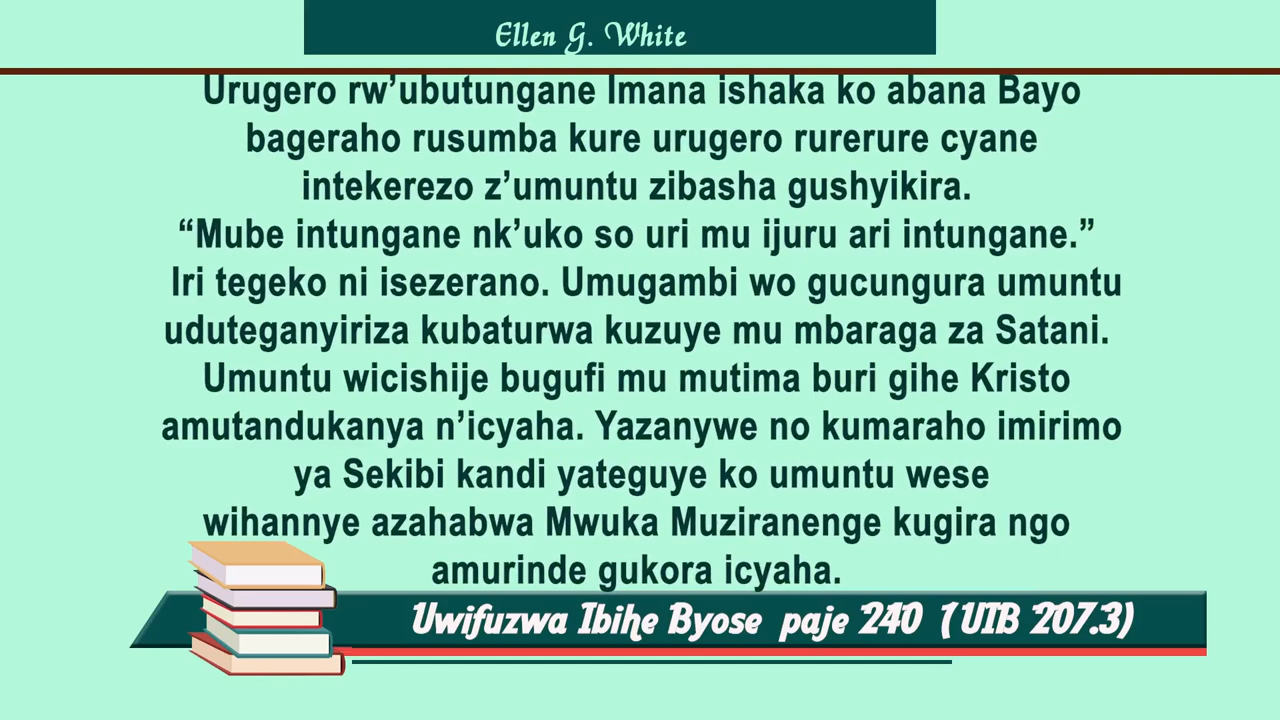 Ellen G. White
Urugero rw’ubutungane Imana ishaka ko abana Bayo
bageraho rusumba kure urugero rurerure cyane
intekerezo z’umuntu zibasha gushyikira.
“Mube intungane nk’uko so uri mu ijuru ari intungane.”
Iri tegeko ni isezerano. Umugambi wo gucungura umuntu
uduteganyiriza kubaturwa kuzuye mu mbaraga za Satani.
Umuntu wicishije bugufi mu mutima buri gihe Kristo
amutandukanya n’icyaha. Yazanywe no kumaraho imirimo
ya Sekibi kandi yateguye ko umuntu wese
wihannye azahabwa Mwuka Muziranenge kugira ngo
amurinde gukora icyaha.
Uwifuzwa Ibihe Byose paje 240 (UIB 207.3)